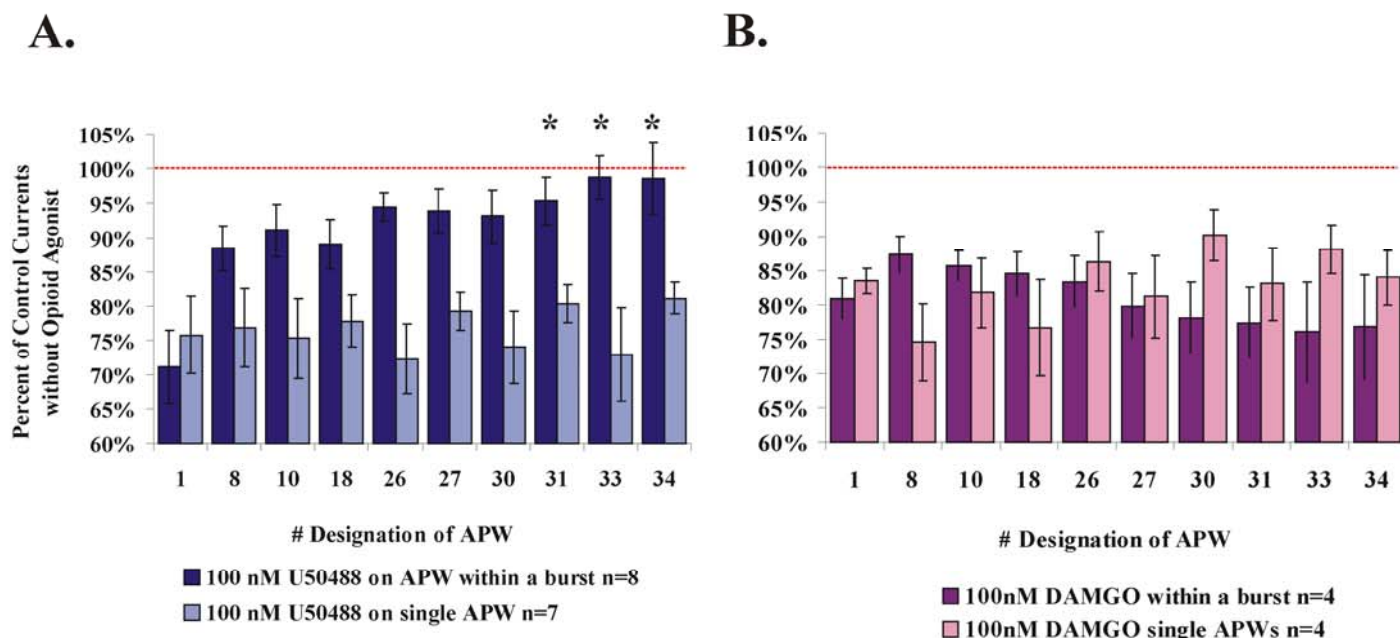 A.
Percent of Control Currents
without Opioid Agonist
105%
100%
95%
90%
85%
80%
75%
70%
65%
60%
* * *
1 8 10 18 26 27 30 31 33 34
# Designation of APW
100 nM U50488 on APW within a burst n=8
100 nM U50488 on single APW n=7
B.
105%
100%
95%
90%
85%
80%
75%
70%
65%
60%
1 8 10 18 26 27 30 31 33 34
# Designation of APW
100nM DAMGO within a burst n=4
100nM DAMGO single APWs n=4